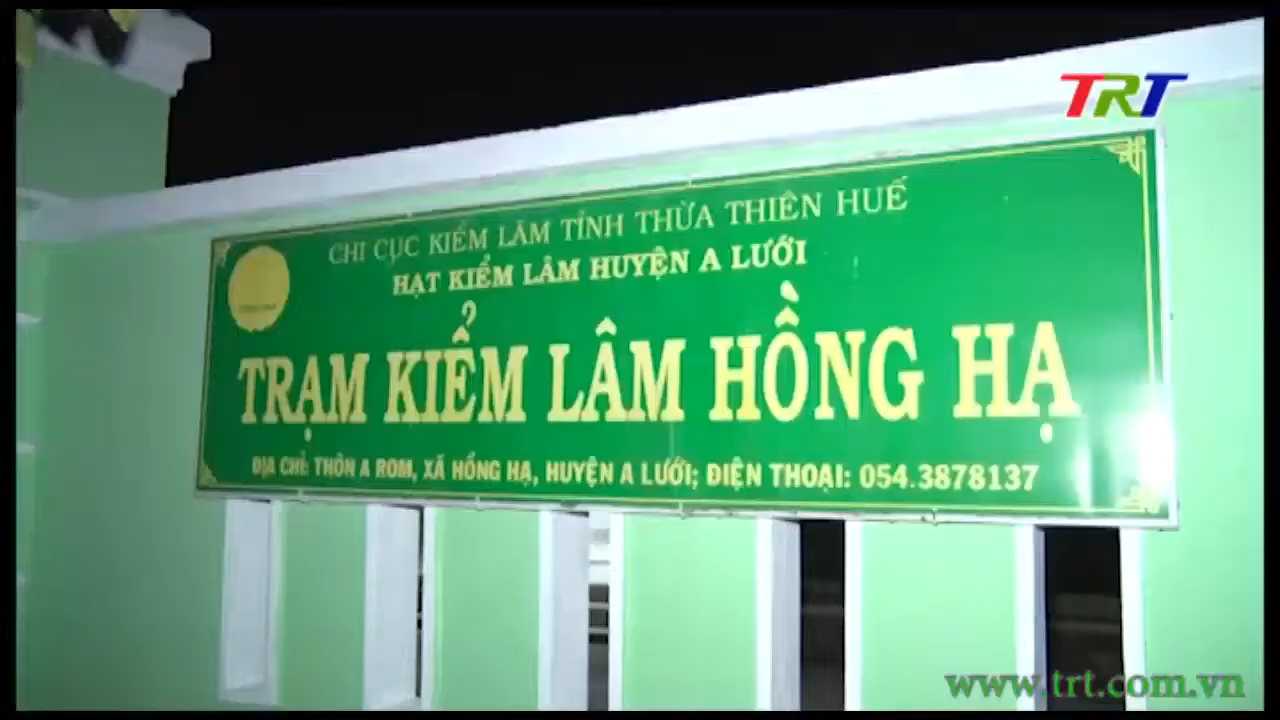 TRT
CHI CỤC KIỂM LÂM TỈNH THỪA THIÊN HUẾ
HẠT KIỂM LÂM HUYỆN A LƯỚI
TRẠM KIỂM LÂM HỒNG HẠ
ĐỊA CHỈ: THÔN A ROM, XÃ HỒNG HẠ, HUYỆN A LƯỚI; ĐIỆN THOẠI: 054.3878137
www.trt.com.vn